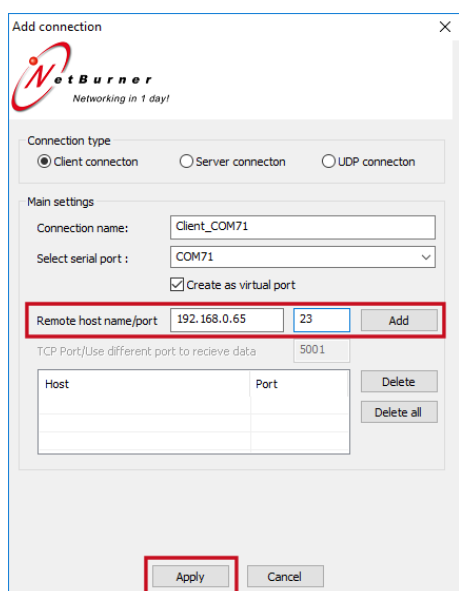 Add connection
NetBurner
Networking in 1 day!
Connection type
Client connecton Server connecton UDP connecton
Main settings
Connection name: Client_COM71
Select serial port : COM71
Create as virtual port
Remote host name/port 192.168.0.65 23 Add
TCP Port/Use different port to recieve data 5001
Host Port Delete
Delete all
Apply Cancel